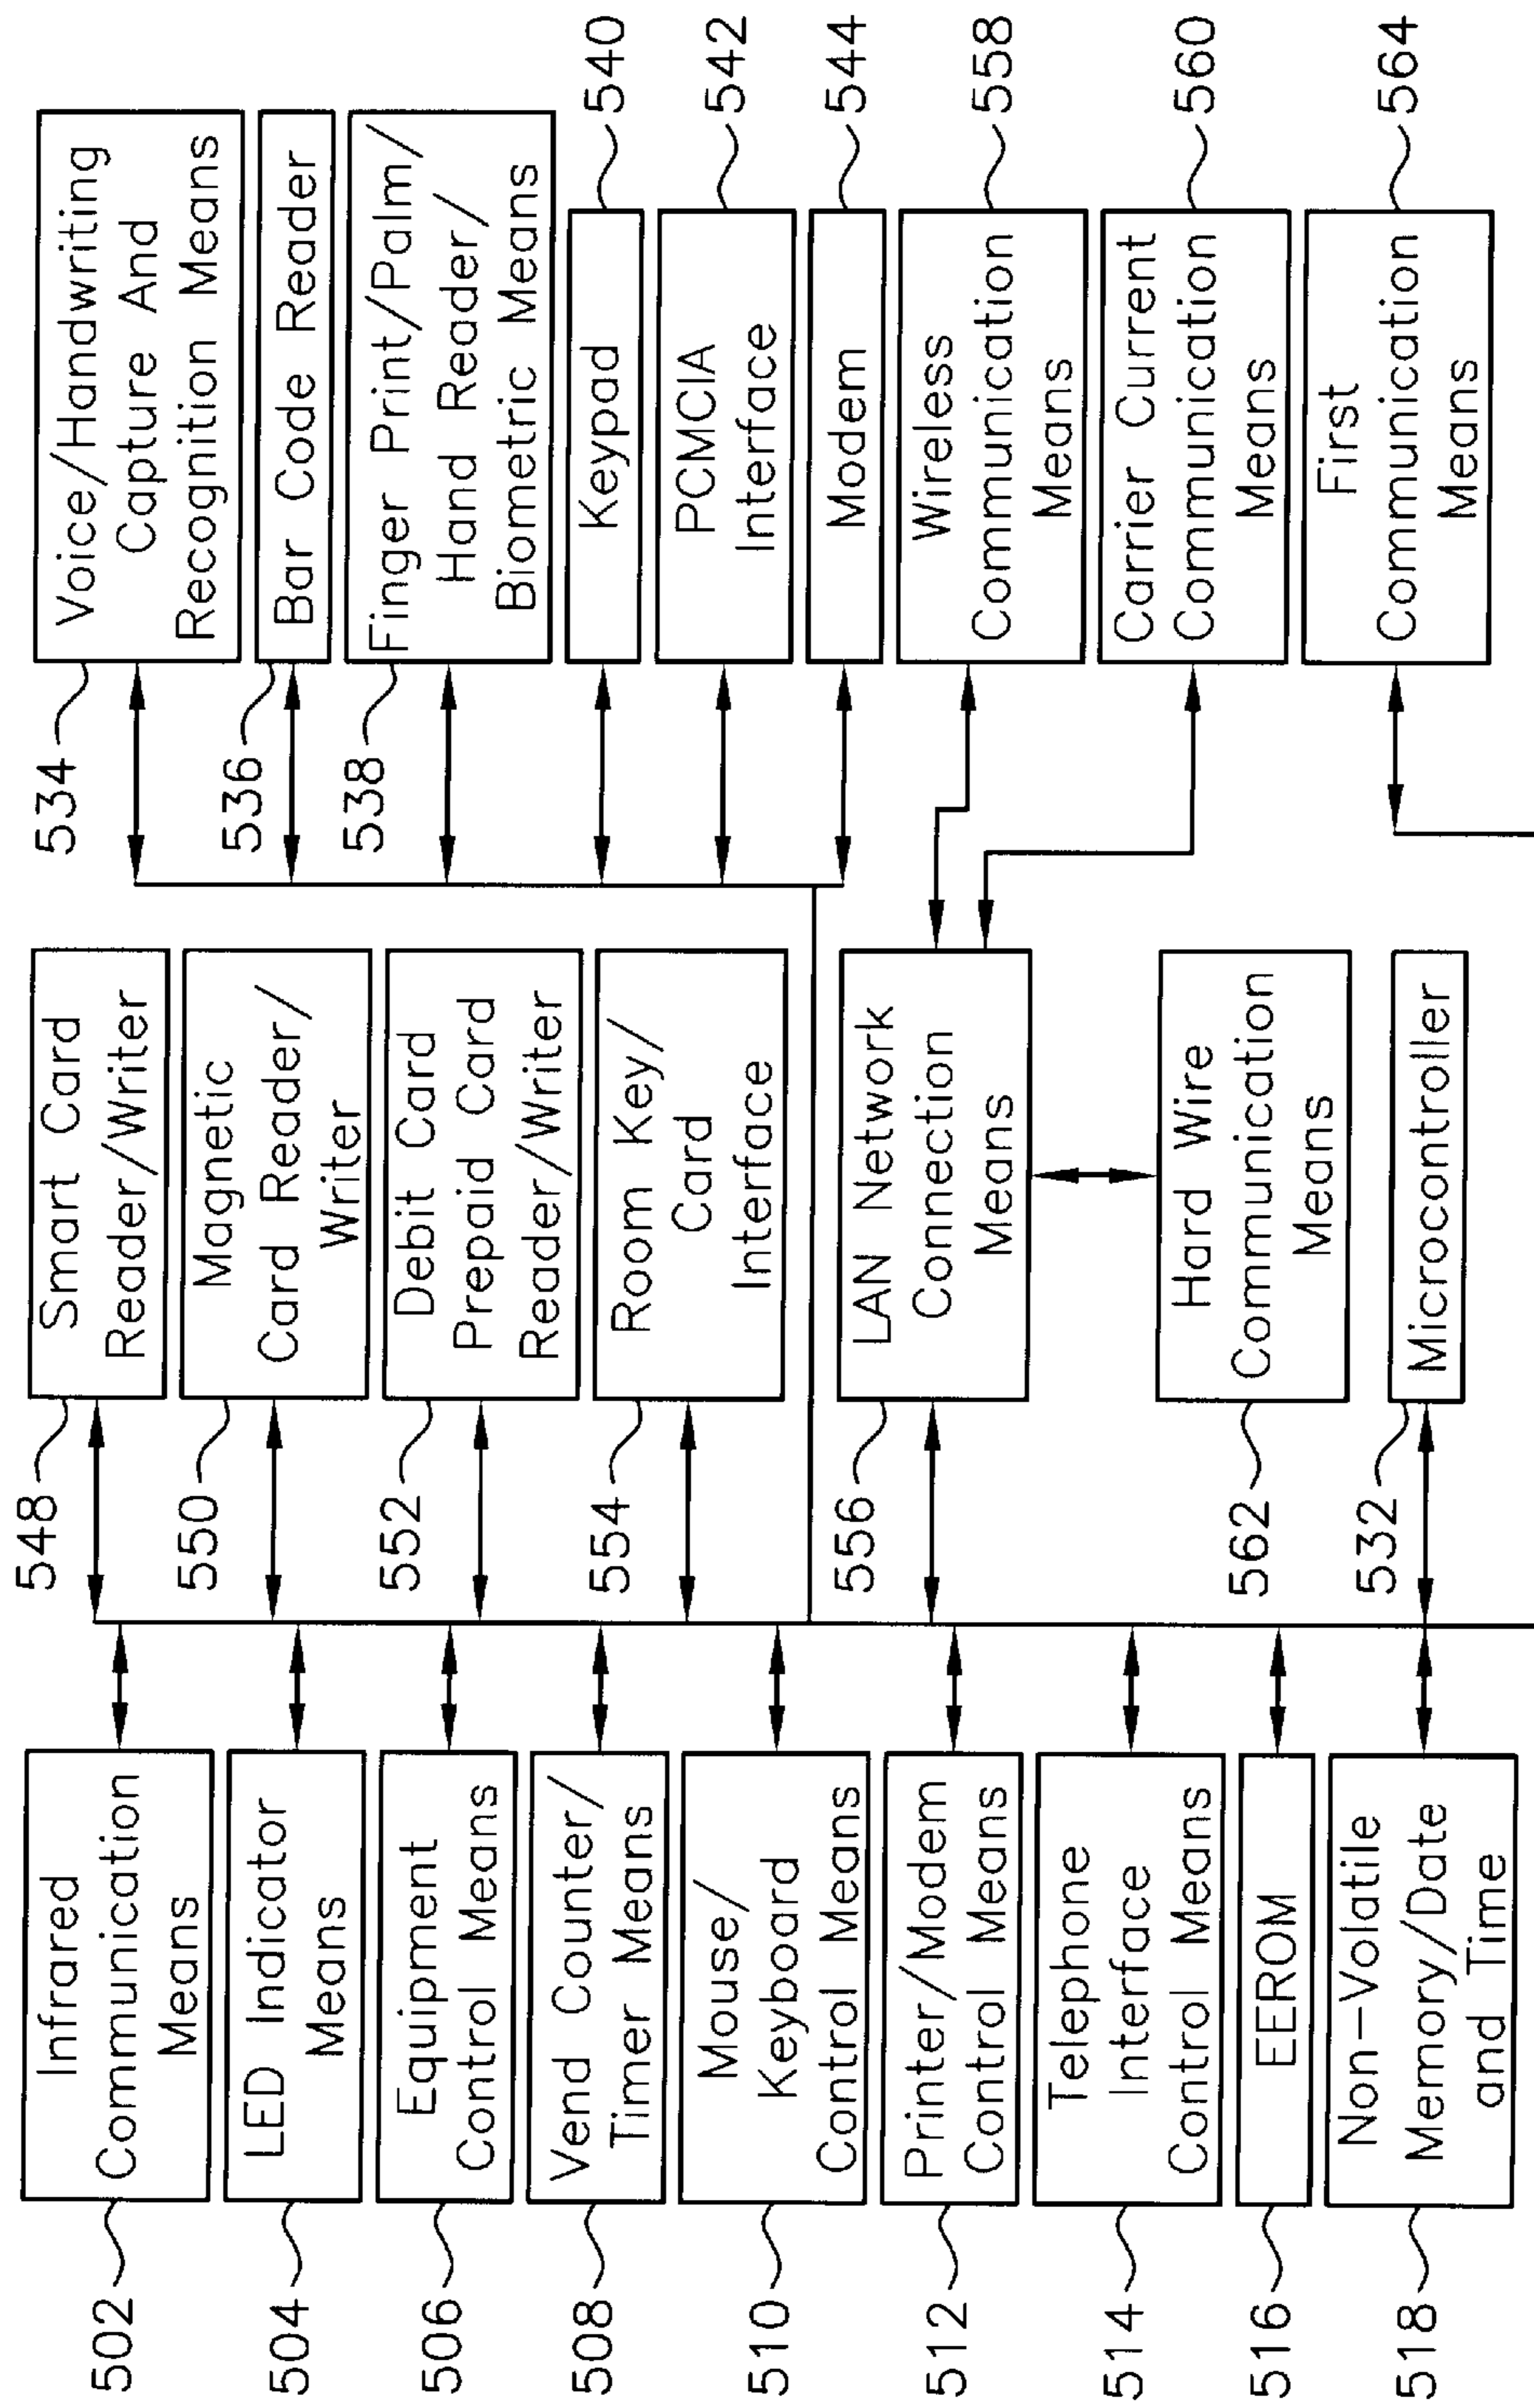 502
Infrared
Communication
Means
504
LED Indicator
Means
506
Equipment
Control Means
508
Vend Counter/
Timer Means
510
Mouse/
Keyboard
Control Means
512
Printer/Modem
Control Means
514
Telephone
Interface
Control Means
516
EEROM
518
Non-Volatile
Memory/Date
and Time
548
Smart Card
Reader/Writer
550
Magnetic
Card Reader/
Writer
552
Debit Card
Prepaid Card
Reader/Writer
554
Room Key/
Card
Interface
556
LAN Network
Connection
Means
562
Hard Wire
Communication
Means
532
Microcontroller
534
Voice/Handwriting
Capture And
Recognition Means
536
Bar Code Reader
538
Finger Print/Palm/
Hand Reader/
Biometric Means
Keypad
540
PCMCIA
Interface
542
Modem
544
Wireless
Communication
Means
558
Carrier Current
Communication
Means
560
First
Communication
Means
564